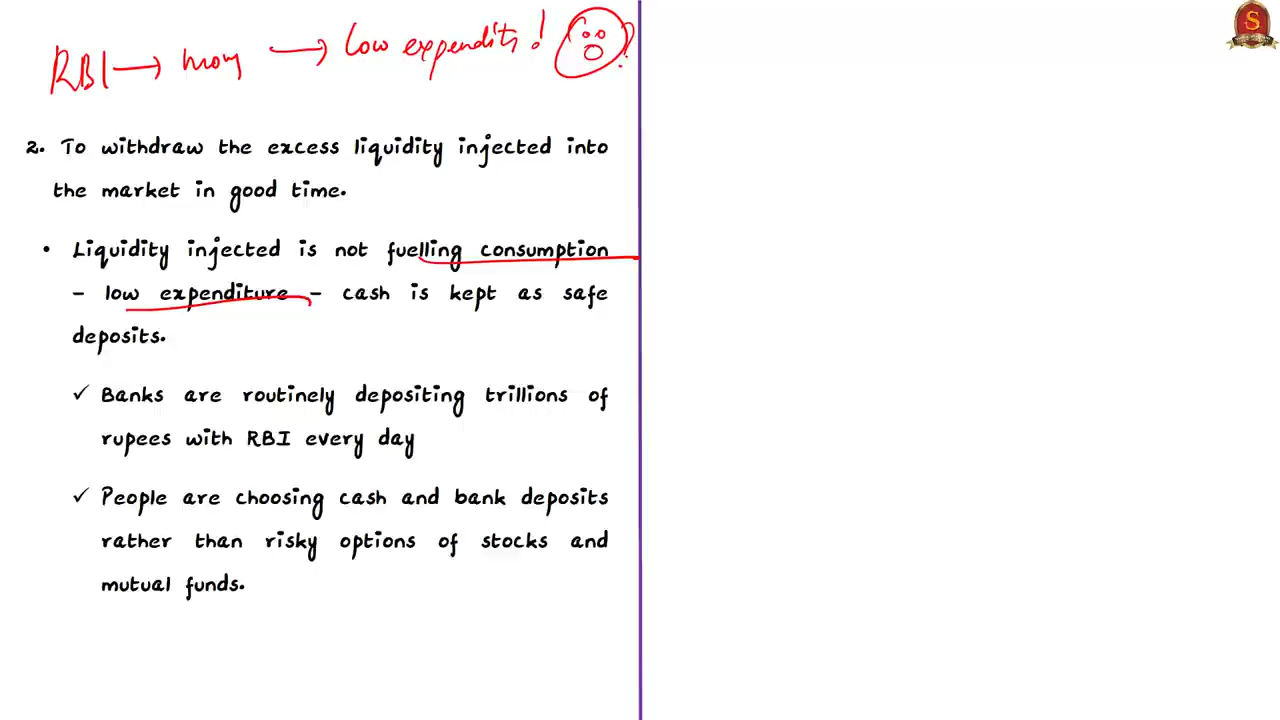 RBI → mony → low expendits!
2. To withdraw the excess liquidity injected into
the market in good time.
• Liquidity injected is not fuelling consumption
- low expenditure - cash is kept as safe
deposits.
✓ Banks are routinely depositing trillions of
rupees with RBI every day
✓ People are choosing cash and bank deposits
rather than risky options of stocks and
mutual funds.
S